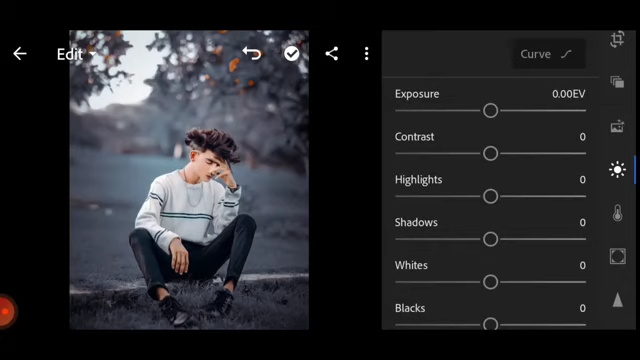 Edit
Curve
Exposure 0.00EV
Contrast 0
Highlights 0
Shadows 0
Whites 0
Blacks 0